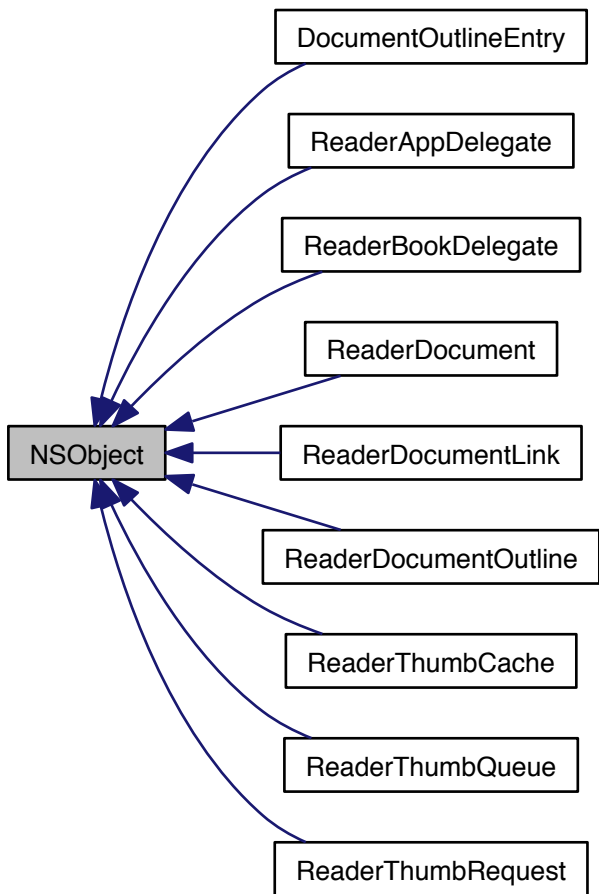 DocumentOutlineEntry
ReaderAppDelegate
ReaderBookDelegate
ReaderDocument
NSObject
ReaderDocumentLink
ReaderDocumentOutline
ReaderThumbCache
ReaderThumbQueue
ReaderThumbRequest